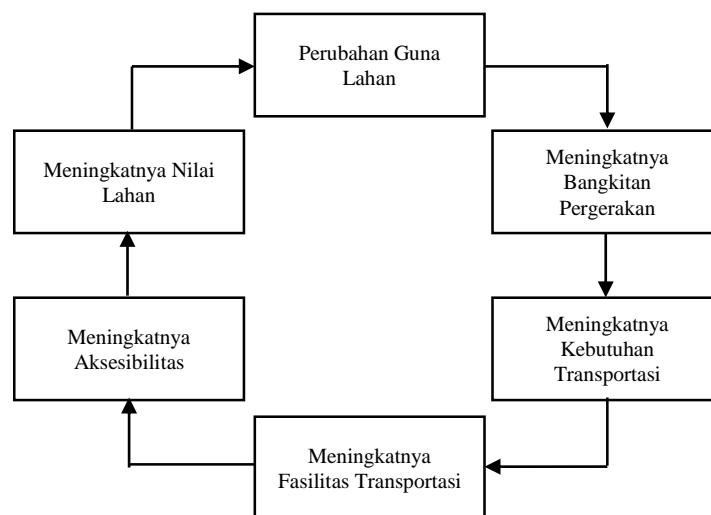 Perubahan Guna
Lahan
Meningkatnya
Bangkitan
Pergerakan
Meningkatnya
Kebutuhan
Transportasi
Meningkatnya
Fasilitas Transportasi
Meningkatnya
Aksesibilitas
Meningkatnya Nilai
Lahan